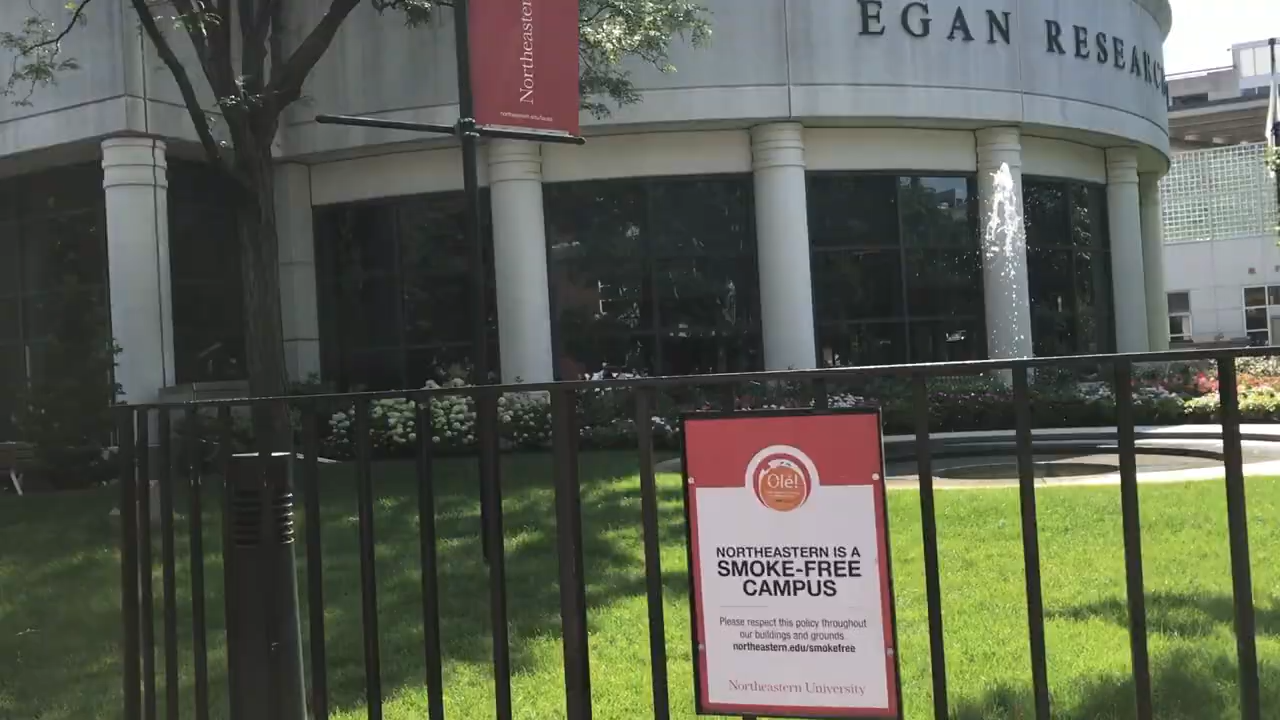 EGAN RESEARC
Northeaster
Olé!
NORTHEASTERN IS A
SMOKE-FREE
CAMPUS
Please respect this policy throughout
our buildings and grounds.
northeastern.edu/smokefree
Northeastern University